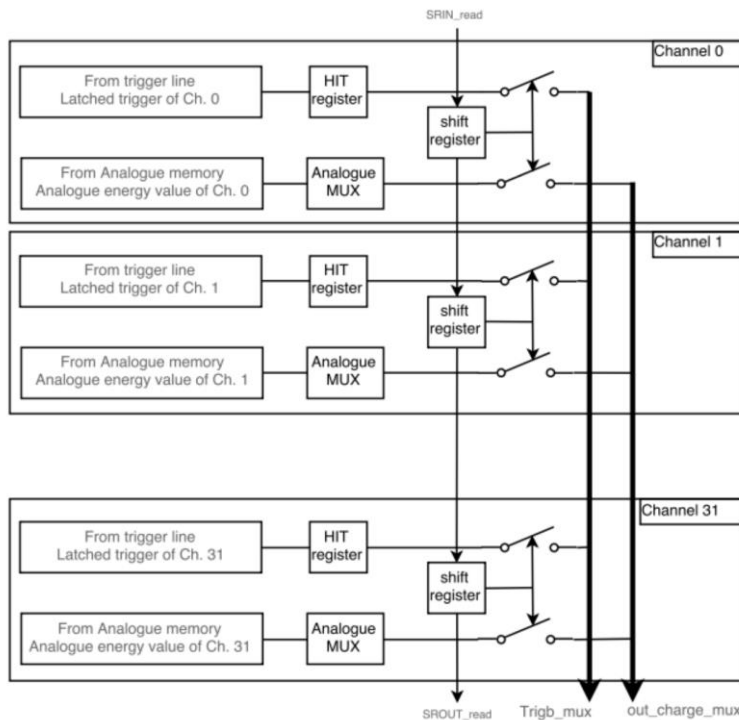 SRIN_read
Channel 0
From trigger line
Latched trigger of Ch. 0
HIT
register
shift
register
From Analogue memory
Analogue energy value of Ch. 0
Analogue
MUX
Channel 1
From trigger line
Latched trigger of Ch. 1
HIT
register
shift
register
From Analogue memory
Analogue energy value of Ch. 1
Analogue
MUX
Channel 31
From trigger line
Latched trigger of Ch. 31
HIT
register
shift
register
From Analogue memory
Analogue energy value of Ch. 31
Analogue
MUX
SROUT_read
Trigb_mux
out_charge_mux